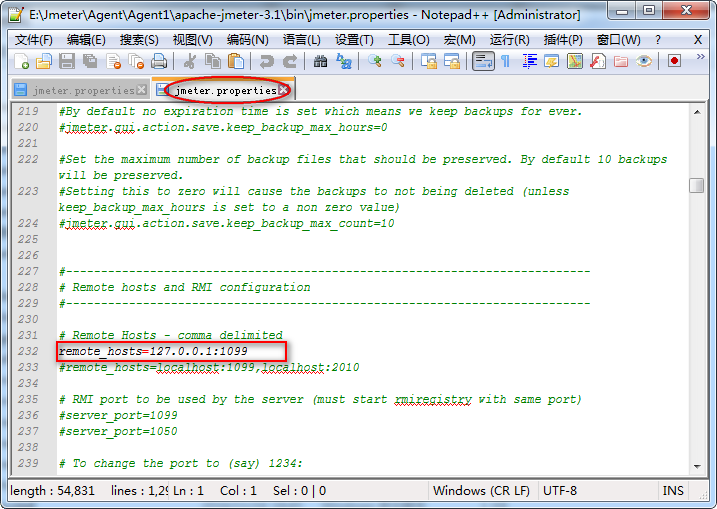 E:\Jmeter\Agent\Agent1\apache-jmeter-3.1\bin\jmeter.properties - Notepad++ [Administrator]
文件(F) 编辑(E) 搜索(S) 视图(V) 编码(N) 语言(L) 设置(T) 工具(O) 宏(M) 运行(R) 插件(P) 窗口(W) ? X
jmeter.properties jmeter.properties
219 #By default no expiration time is set which means we keep backups for ever.
220 #jmeter.gui.action.save.keep_backup_max_hours=0
221
222 #Set the maximum number of backup files that should be preserved. By default 10 backups
will be preserved.
223 #Setting this to zero will cause the backups to not being deleted (unless
keep_backup_max_hours is set to a non zero value)
224 #jmeter.gui.action.save.keep_backup_max_count=10
225
226
227 #---------------------------------------------------------------------------
228 # Remote hosts and RMI configuration
229 #---------------------------------------------------------------------------
230
231 # Remote Hosts - comma delimited
232 remote_hosts=127.0.0.1:1099
233 #remote_hosts=localhost:1099,localhost:2010
234
235 # RMI port to be used by the server (must start rmiregistry with same port)
236 #server_port=1099
237 #server_port=1050
238
239 # To change the port to (say) 1234:
length : 54,831 lines : 1,29 Ln : 1 Col : 1 Sel : 0 | 0 Windows (CR LF) UTF-8 INS